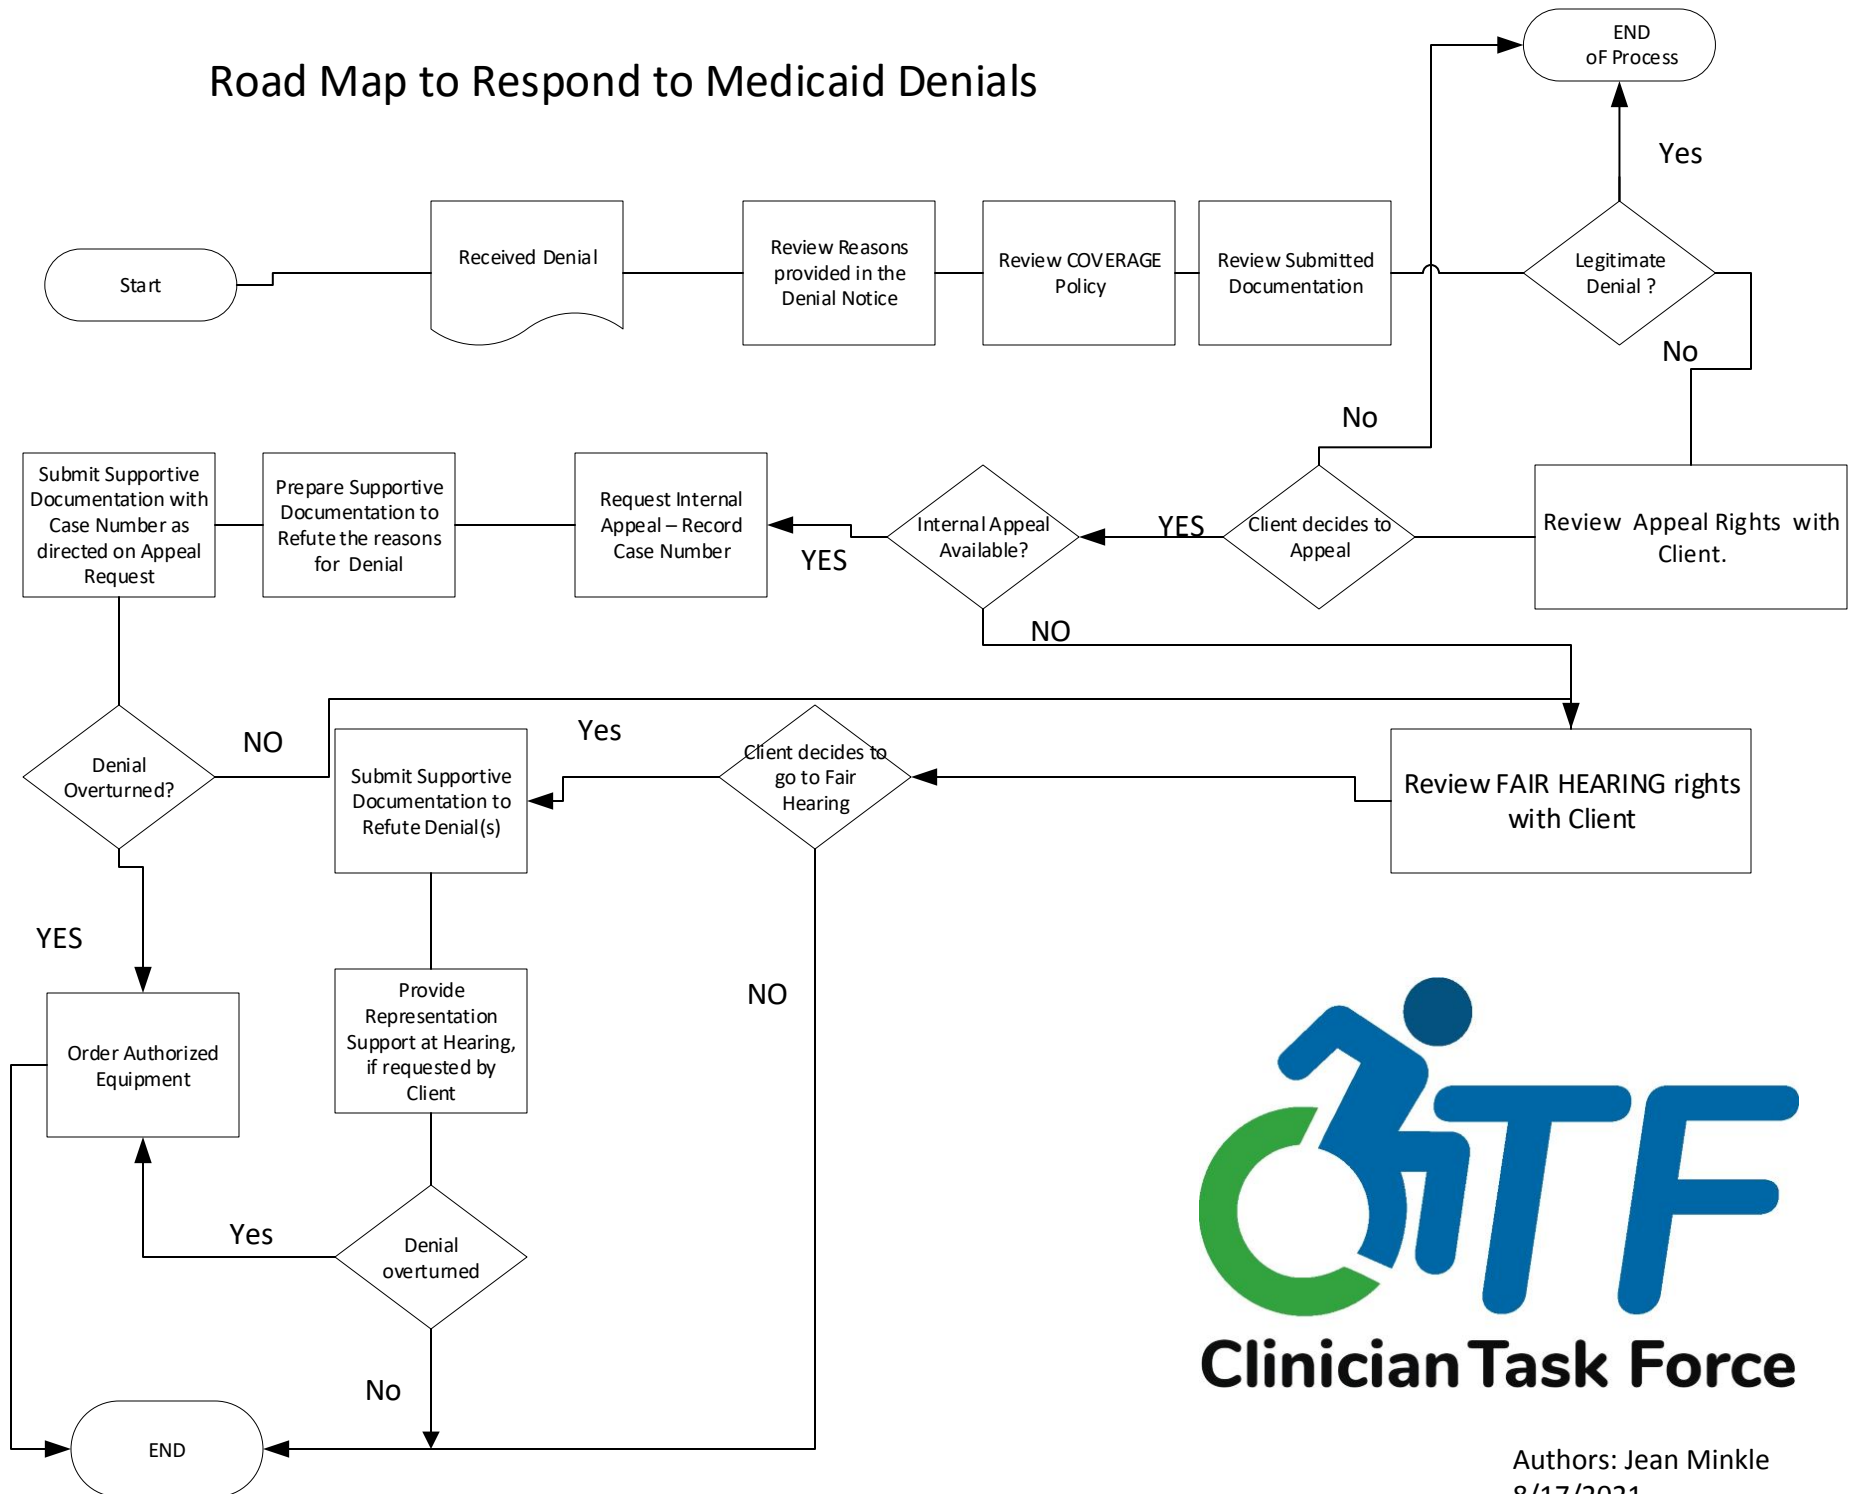 Road Map to Respond to Medicaid Denials
END
oF Process
Yes
Start
Received Denial
Review Reasons
provided in the
Denial Notice
Review COVERAGE
Policy
Review Submitted
Documentation
Legitimate
Denial ?
No
No
Submit Supportive
Documentation with
Case Number as
directed on Appeal
Request
Prepare Supportive
Documentation to
Refute the reasons
for Denial
Request Internal
Appeal – Record
Case Number
YES
Internal Appeal
Available?
YES
Client decides to
Appeal
Review Appeal Rights with
Client.
NO
Denial
Overturned?
NO
Submit Supportive
Documentation to
Refute Denial(s)
Yes
Client decides to
go to Fair
Hearing
Review FAIR HEARING rights
with Client
YES
NO
Order Authorized
Equipment
Provide
Representation
Support at Hearing,
if requested by
Client
Yes
Denial
overturned
No
END
CTF
Clinician Task Force
Authors: Jean Minkle
8/17/2021